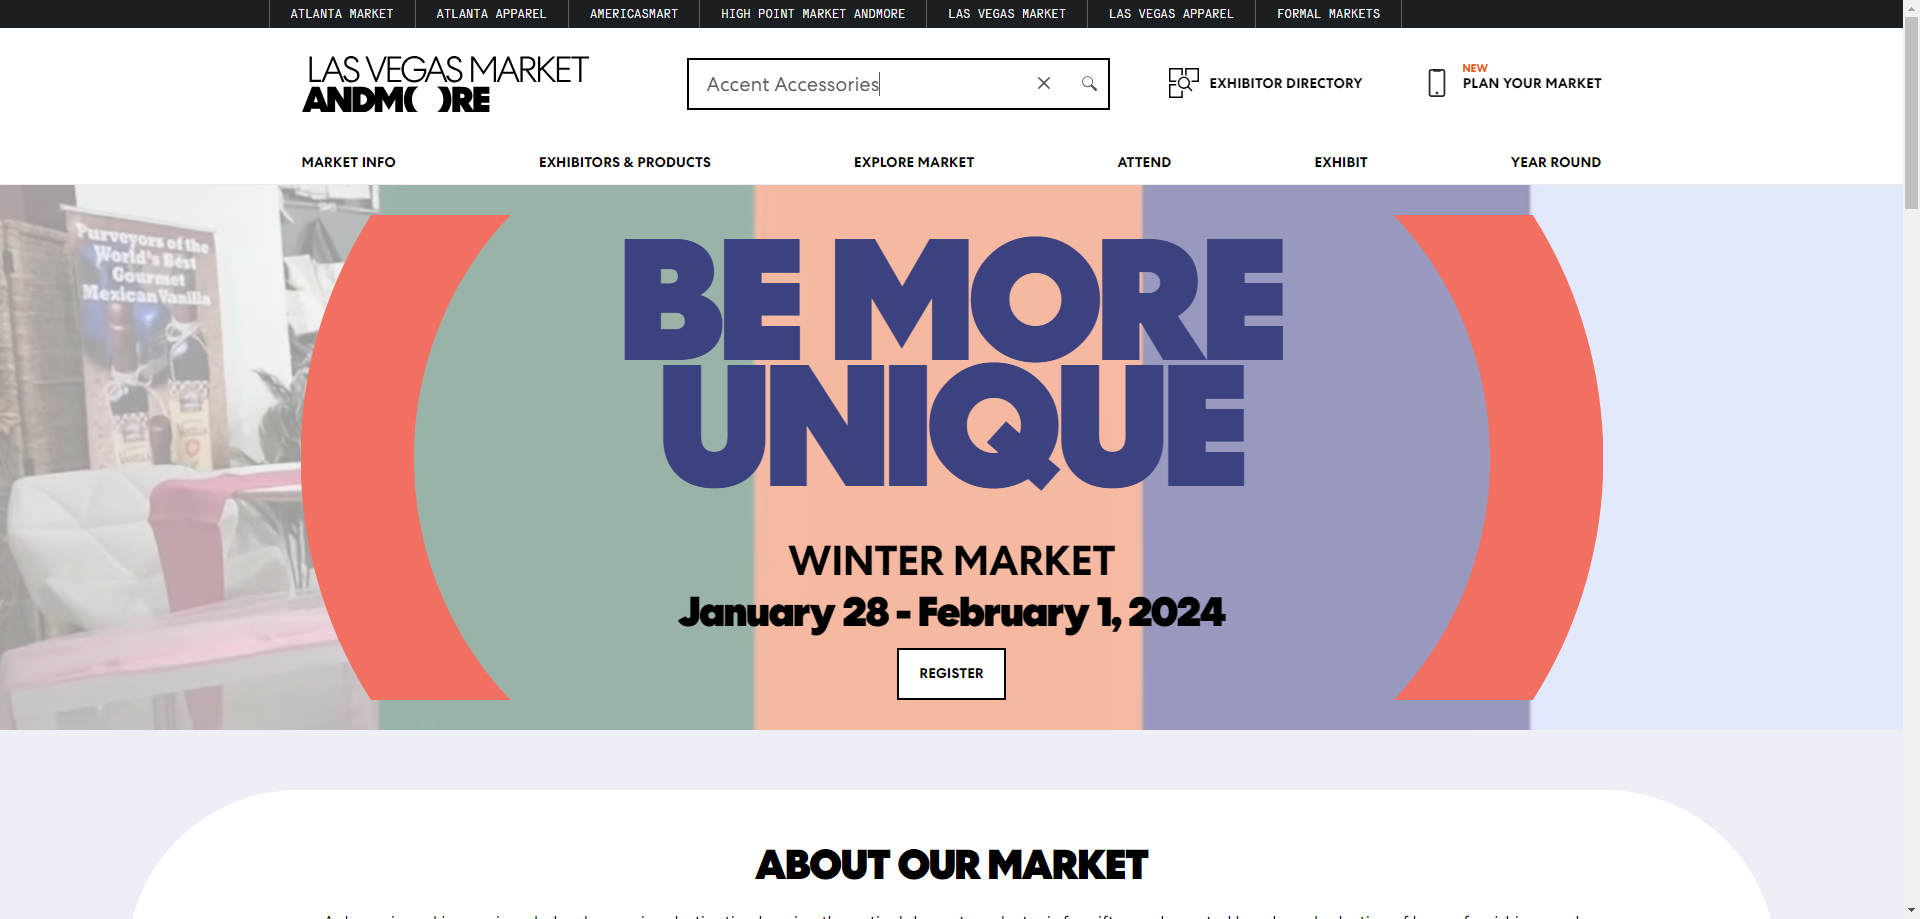 ATLANTA MARKET
ATLANTA APPAREL
AMERICASMART
HIGH POINT MARKET ANDMORE
LAS VEGAS MARKET
LAS VEGAS APPAREL
FORMAL MARKETS
LAS VEGAS MARKET
ANDMORE
Accent Accessories
EXHIBITOR DIRECTORY
NEW
PLAN YOUR MARKET
MARKET INFO
EXHIBITORS & PRODUCTS
EXPLORE MARKET
ATTEND
EXHIBIT
YEAR ROUND
Purveyors of the
World's Best
Gourmet
Mexican Vanilla
BE MORE
UNIQUE
WINTER MARKET
January 28 - February 1, 2024
REGISTER
ABOUT OUR MARKET